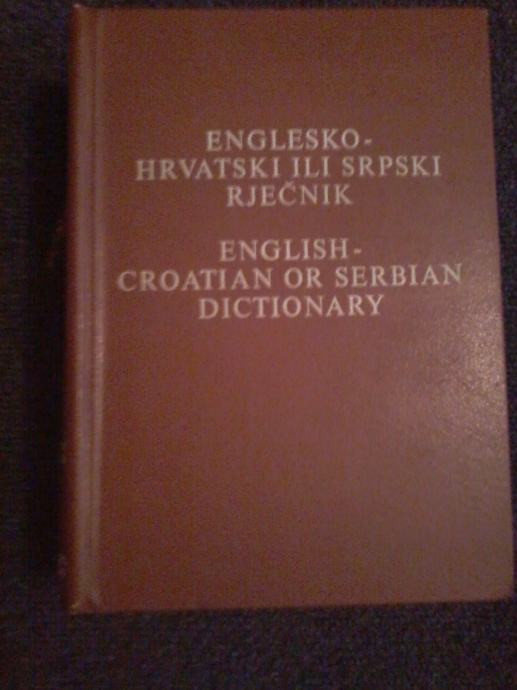 ENGLESKO-
HRVATSKI ILI SRPSKI
RJEČNIK
ENGLISH-
CROATIAN OR SERBIAN
DICTIONARY